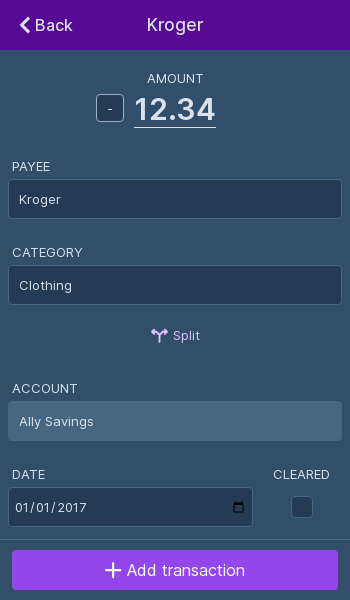 Back
Kroger
AMOUNT
- 12.34
PAYEE
Kroger
CATEGORY
Clothing
Split
ACCOUNT
Ally Savings
DATE
CLEARED
01/01/2017
Add transaction